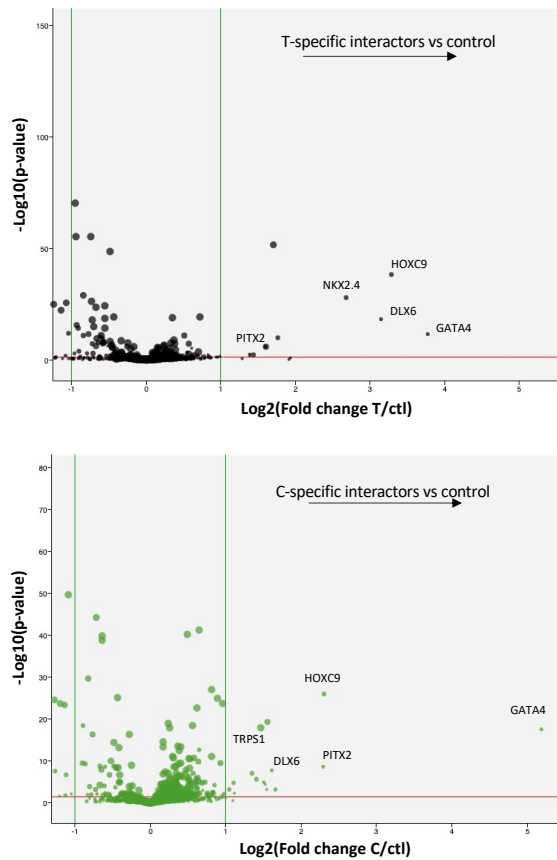 T-specific interactors vs control
150
100
50
0
-Log10(p-value)
HOXC9
NKX2.4
DLX6
GATA4
PITX2
-1 0 1 2 3 4 5
Log2(Fold change T/ctl)
C-specific interactors vs control
80
70
60
50
40
30
20
10
0
-Log10(p-value)
HOXC9
GATA4
TRPS1
DLX6
PITX2
-1 0 1 2 3 4 5
Log2(Fold change C/ctl)